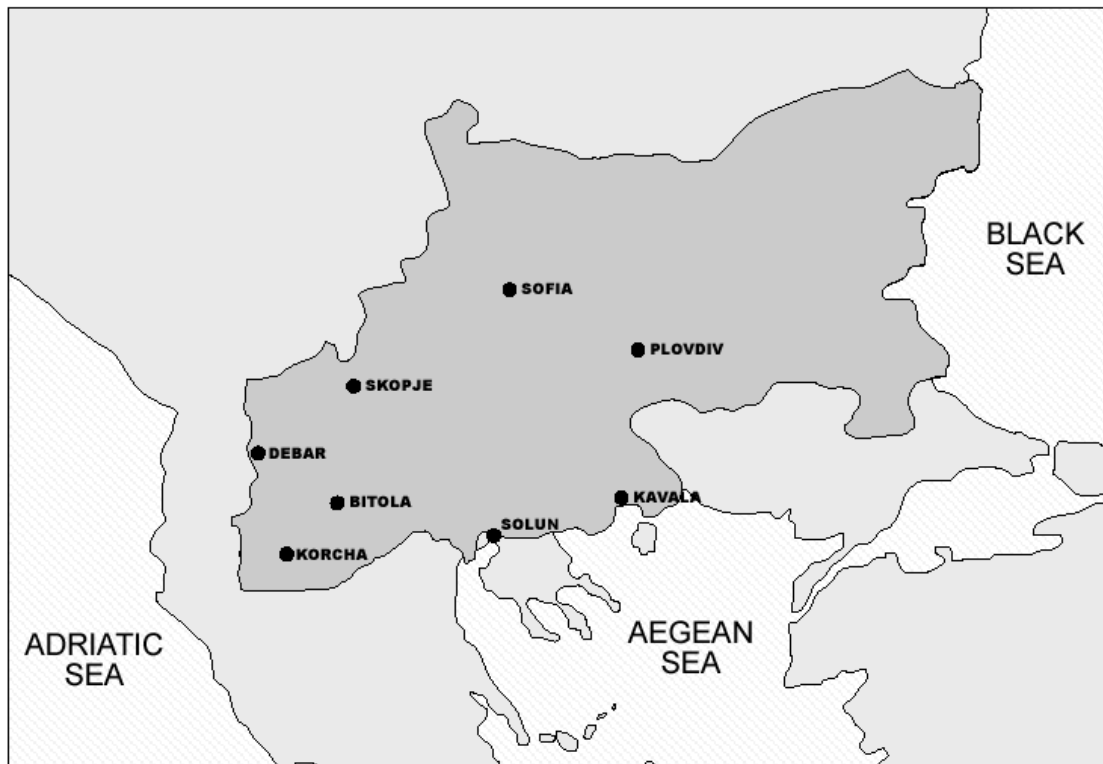 BLACK
SEA
SOFIA
PLOVDIV
SKOPJE
DEBAR
BITOLA
KAVALA
SOLUN
KORCHA
ADRIATIC
SEA
AEGEAN
SEA